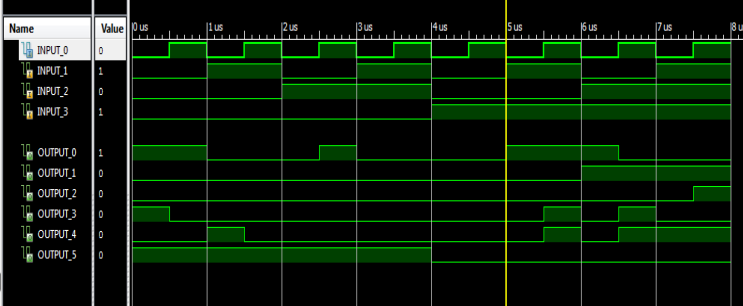 Name Value 0 us 1 us 2 us 3 us 4 us 5 us 6 us 7 us 8 u
INPUT_0 0
INPUT_1 1
INPUT_2 0
INPUT_3 1
OUTPUT_0 1
OUTPUT_1 0
OUTPUT_2 0
OUTPUT_3 0
OUTPUT_4 0
OUTPUT_5 0